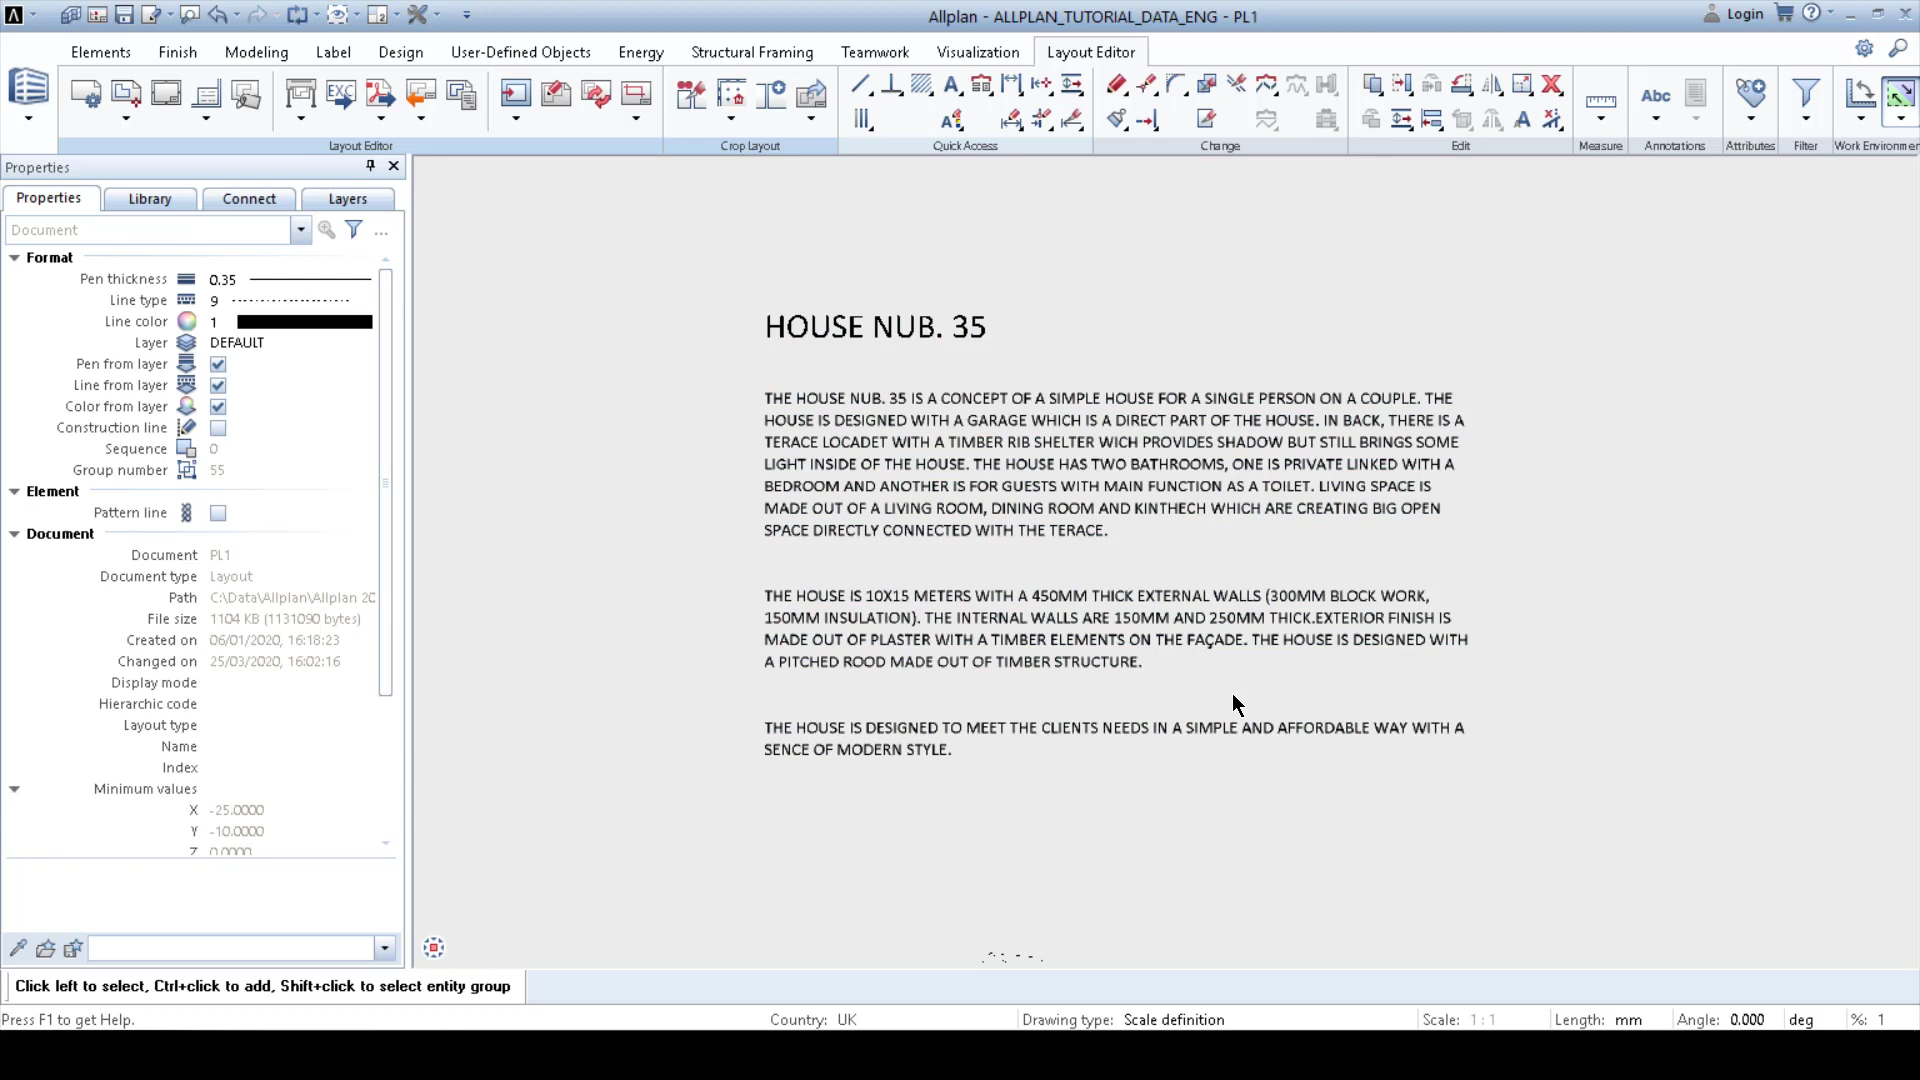 Allplan - ALLPLAN_TUTORIAL_DATA_ENG - PL1
Login
Elements Finish Modeling Label Design User-Defined Objects Energy Structural Framing Teamwork Visualization Layout Editor
EXC
Abc
Layout Editor Crop Layout Quick Access Change Edit Measure Annotations Attributes Filter Work Environmer
Properties
Properties Library Connect Layers
Document
Format
Pen thickness 0.35
Line type 9
Line color 1
Layer DEFAULT
Pen from layer
Line from layer
Color from layer
Construction line
Sequence 0
Group number 55
Element
Pattern line
Document
Document PL1
Document type Layout
Path C:\Data\Allplan\Allplan 20
File size 1104 KB (1131090 bytes)
Created on 06/01/2020, 16:18:23
Changed on 25/03/2020, 16:02:16
Display mode
Hierarchic code
Layout type
Name
Index
Minimum values
X -25.0000
Y -10.0000
Z 0.0000
HOUSE NUB. 35
THE HOUSE NUB. 35 IS A CONCEPT OF A SIMPLE HOUSE FOR A SINGLE PERSON ON A COUPLE. THE
HOUSE IS DESIGNED WITH A GARAGE WHICH IS A DIRECT PART OF THE HOUSE. IN BACK, THERE IS A
TERACE LOCADET WITH A TIMBER RIB SHELTER WICH PROVIDES SHADOW BUT STILL BRINGS SOME
LIGHT INSIDE OF THE HOUSE. THE HOUSE HAS TWO BATHROOMS, ONE IS PRIVATE LINKED WITH A
BEDROOM AND ANOTHER IS FOR GUESTS WITH MAIN FUNCTION AS A TOILET. LIVING SPACE IS
MADE OUT OF A LIVING ROOM, DINING ROOM AND KINTHECH WHICH ARE CREATING BIG OPEN
SPACE DIRECTLY CONNECTED WITH THE TERACE.
THE HOUSE IS 10X15 METERS WITH A 450MM THICK EXTERNAL WALLS (300MM BLOCK WORK,
150MM INSULATION). THE INTERNAL WALLS ARE 150MM AND 250MM THICK.EXTERIOR FINISH IS
MADE OUT OF PLASTER WITH A TIMBER ELEMENTS ON THE FAÇADE. THE HOUSE IS DESIGNED WITH
A PITCHED ROOD MADE OUT OF TIMBER STRUCTURE.
THE HOUSE IS DESIGNED TO MEET THE CLIENTS NEEDS IN A SIMPLE AND AFFORDABLE WAY WITH A
SENCE OF MODERN STYLE.
Click left to select, Ctrl+click to add, Shift+click to select entity group
Press F1 to get Help. Country: UK Drawing type: Scale definition Scale: 1 : 1 Length: mm Angle: 0.000 deg %: 1